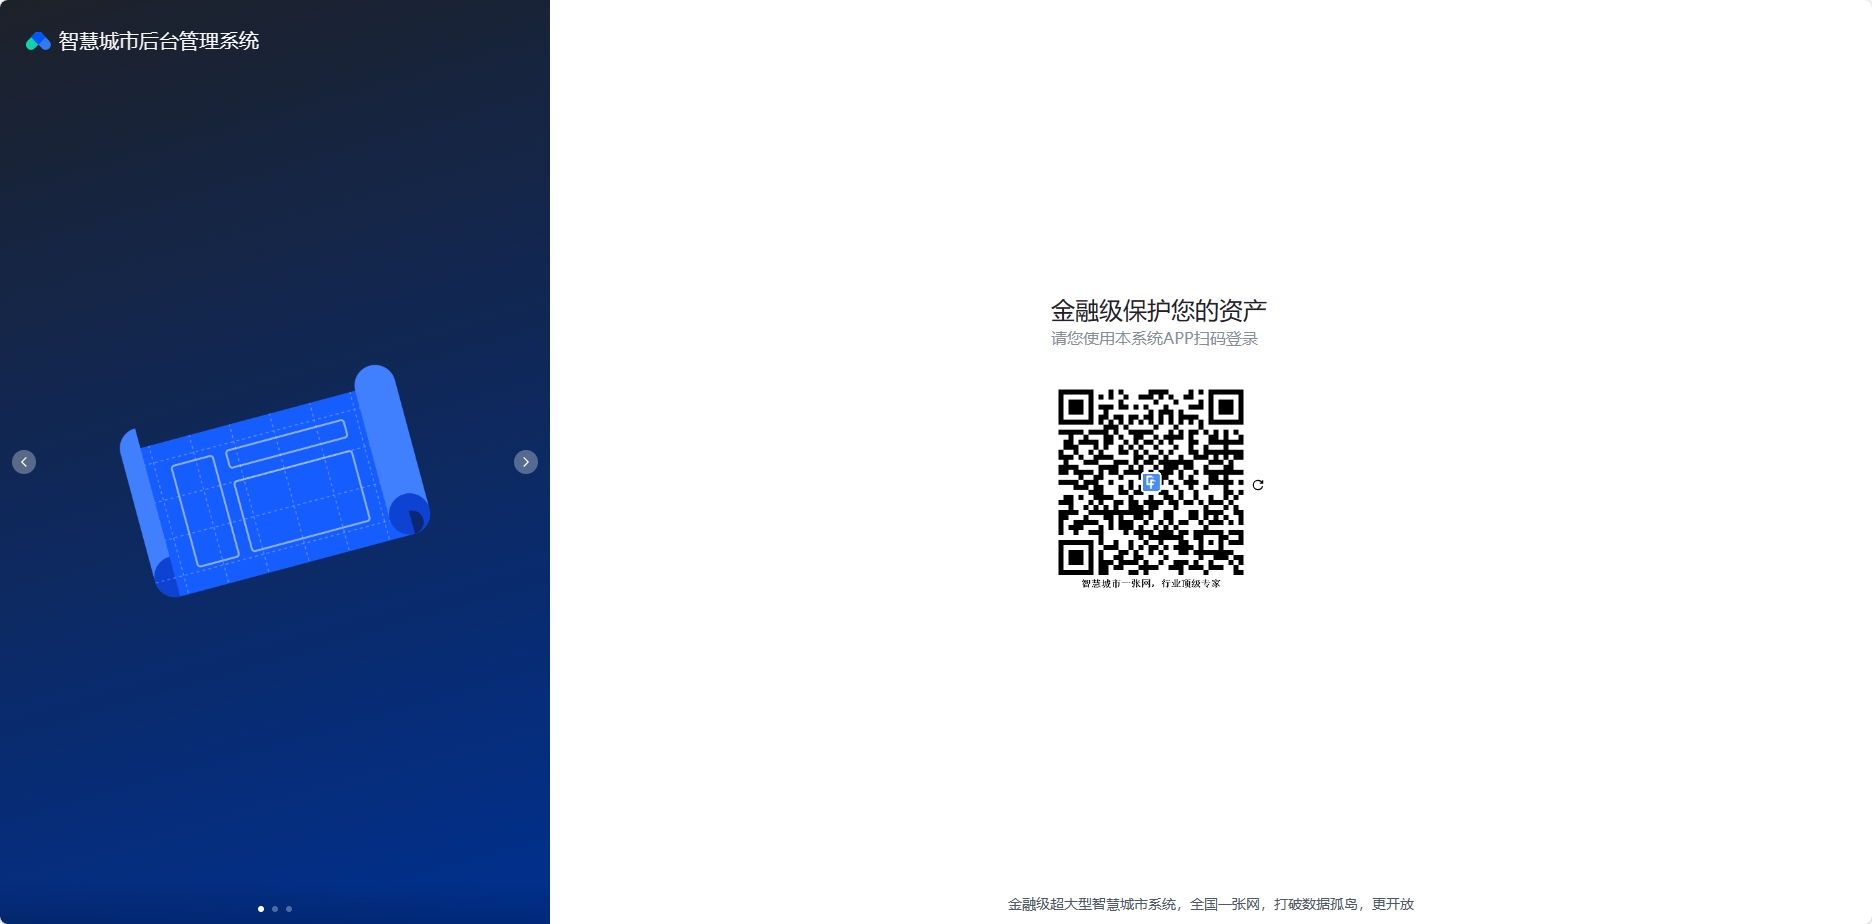 智慧城市后台管理系统
金融级保护您的资产
请您使用本系统APP扫码登录
智慧城市一张网，行业顶级专家
金融级超大型智慧城市系统，全国一张网，打破数据孤岛，更开放